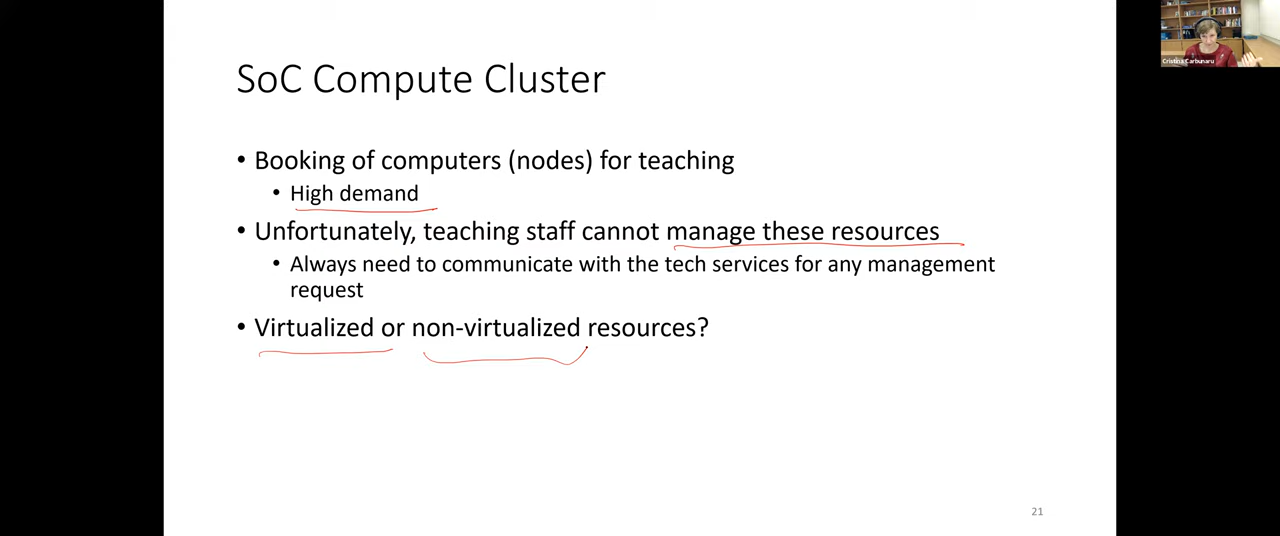 SoC Compute Cluster
• Booking of computers (nodes) for teaching
• High demand
• Unfortunately, teaching staff cannot manage these resources
• Always need to communicate with the tech services for any management
request
• Virtualized or non-virtualized resources?
21
Cristina Carbunaru